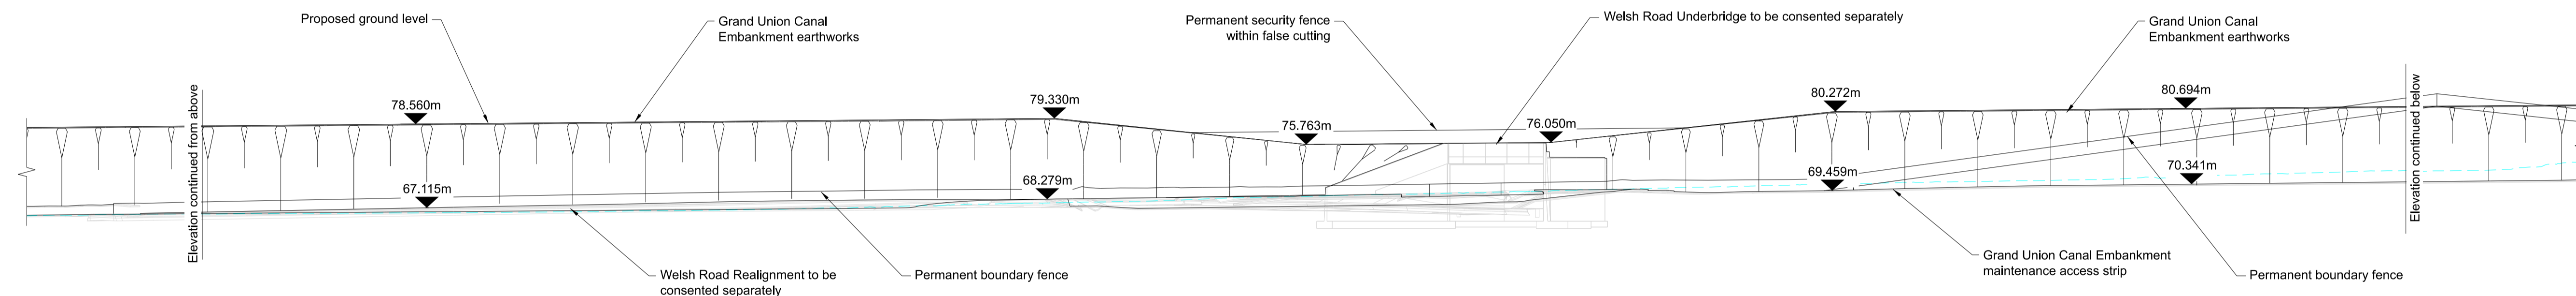 Proposed ground level
Grand Union Canal
Embankment earthworks
Permanent security fence
within false cutting
Welsh Road Underbridge to be consented separately
Grand Union Canal
Embankment earthworks
Elevation continued from above
78.560m
79.330m
75.763m
76.050m
80.272m
80.694m
Elevation continued below
67.115m
68.279m
69.459m
70.341m
Welsh Road Realignment to be
consented separately
Permanent boundary fence
Grand Union Canal Embankment
maintenance access strip
Permanent boundary fence